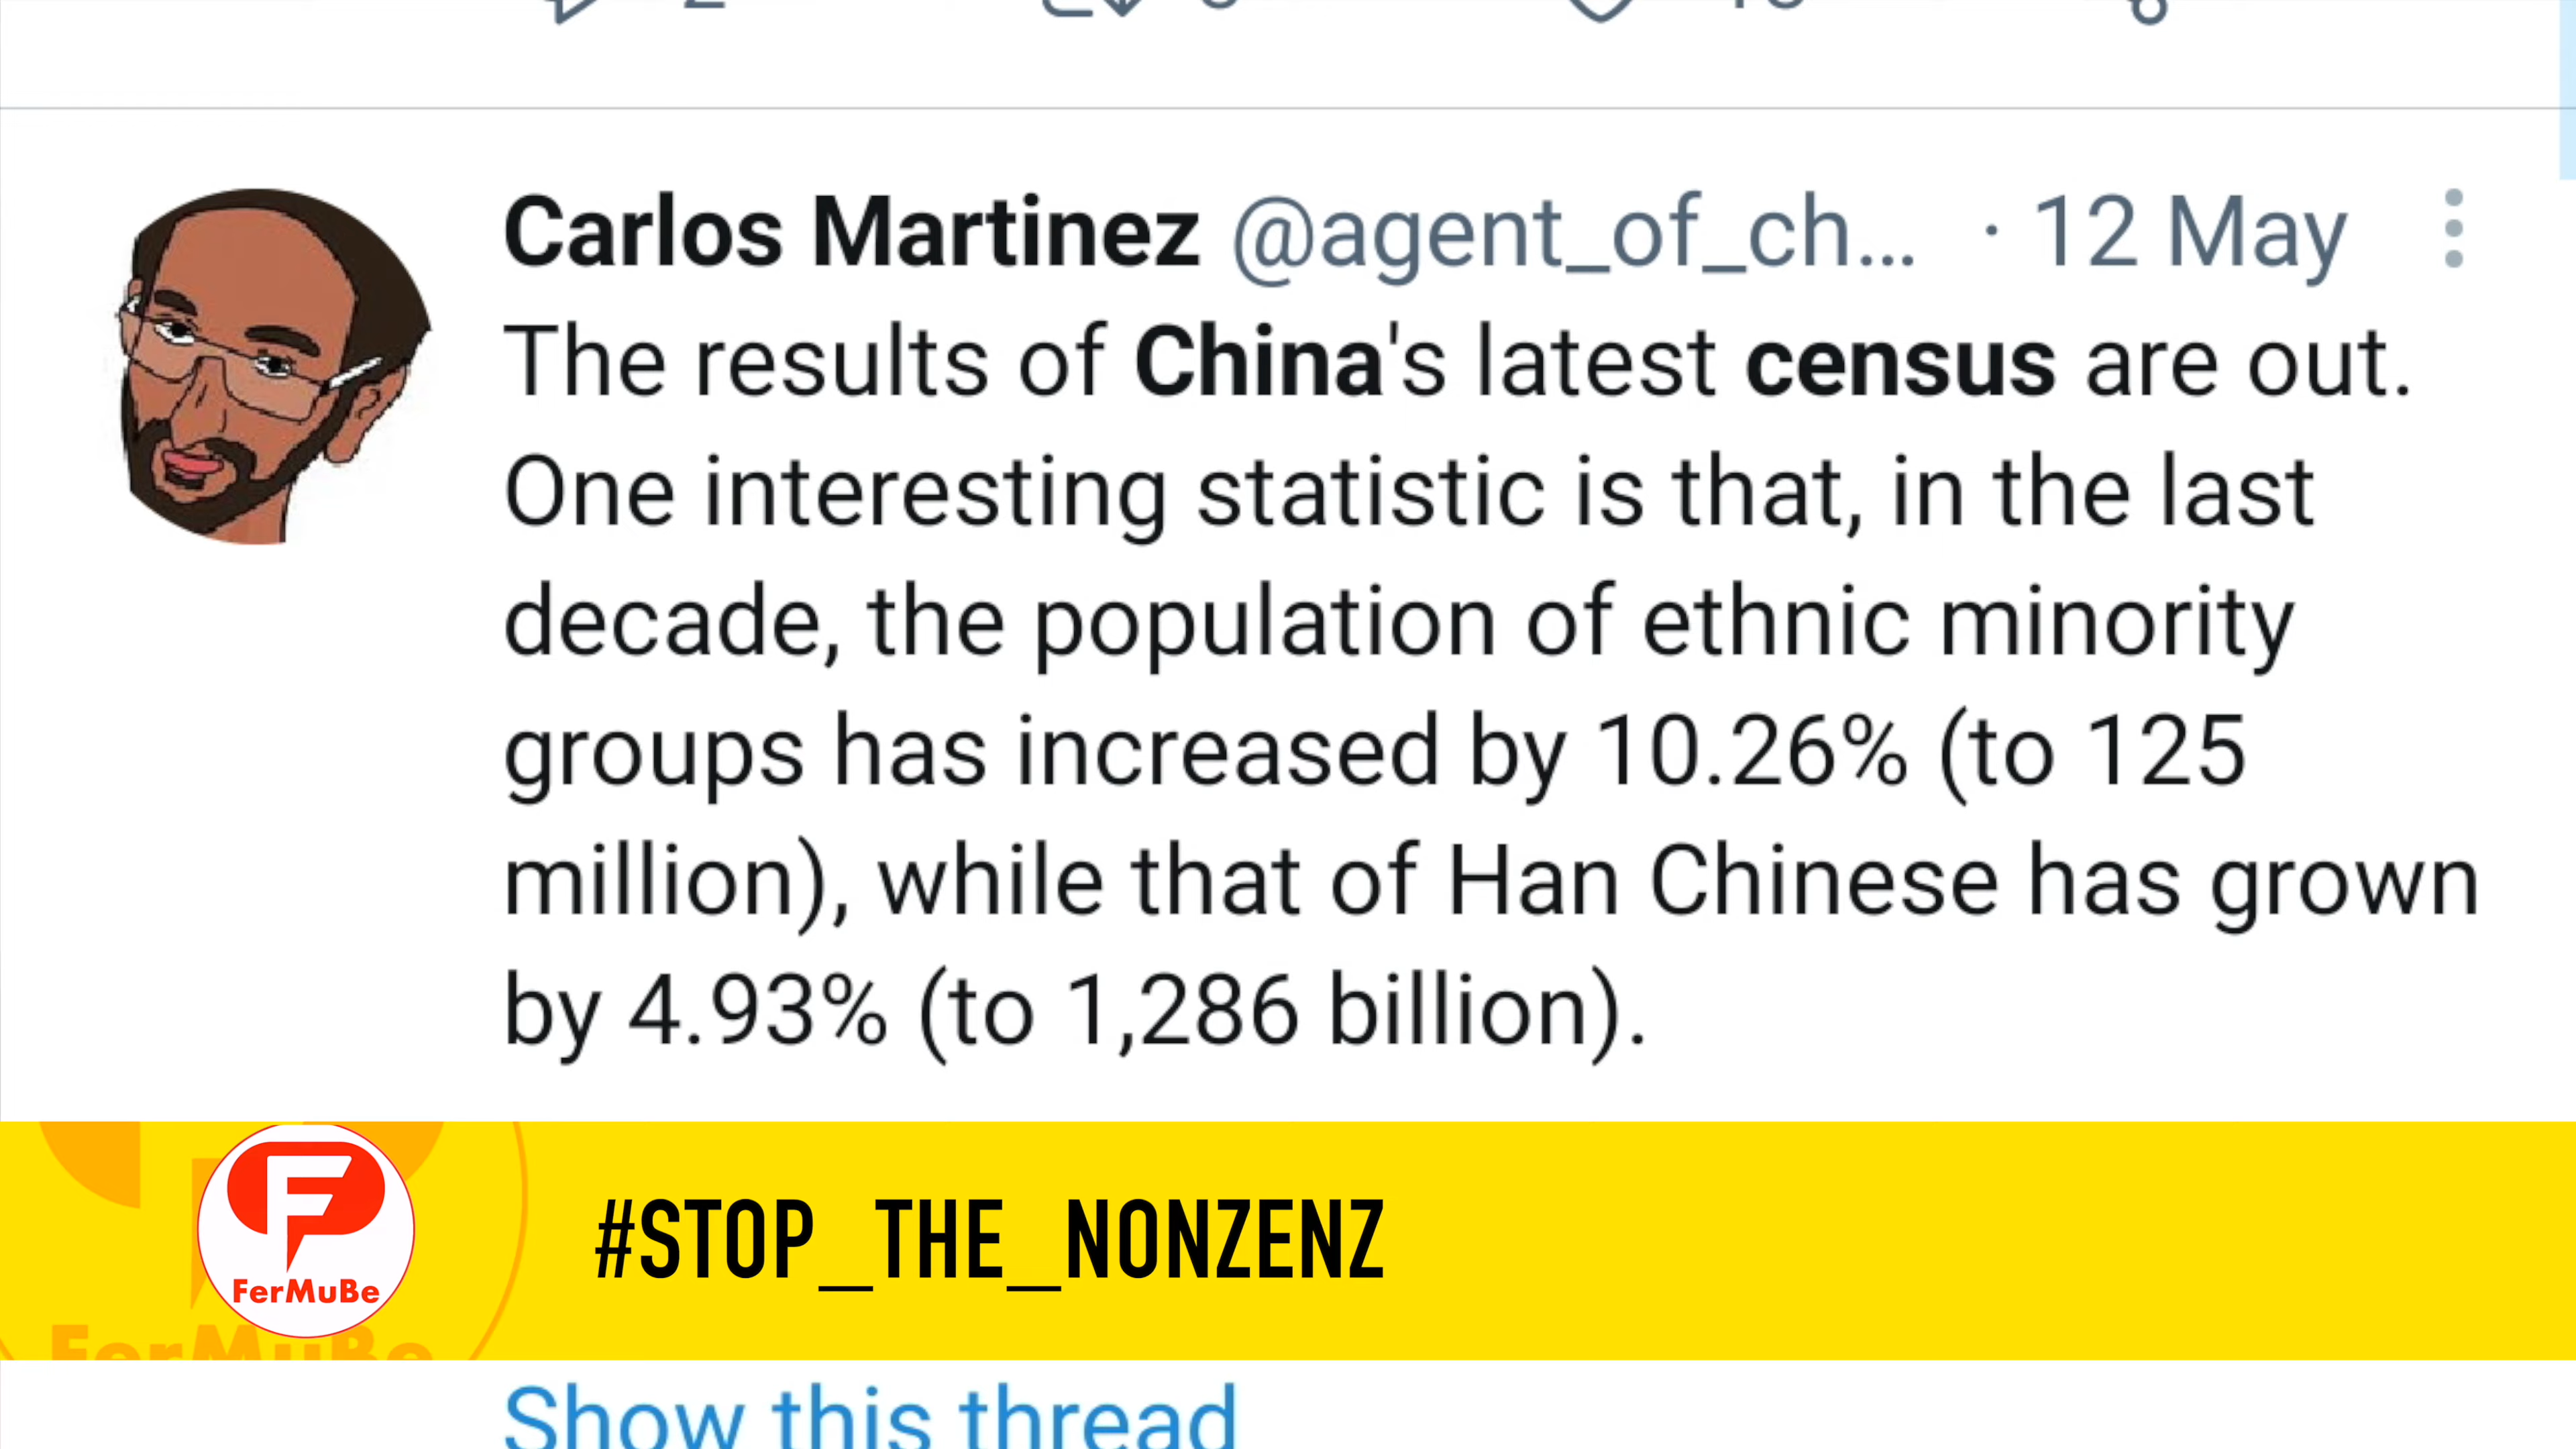 Carlos Martinez @agent_of_ch... · 12 May
The results of China's latest census are out.
One interesting statistic is that, in the last
decade, the population of ethnic minority
groups has increased by 10.26% (to 125
million), while that of Han Chinese has grown
by 4.93% (to 1,286 billion).
F
FerMuBe
#STOP_THE_NONZENZ
FerMuBe
Show this thread